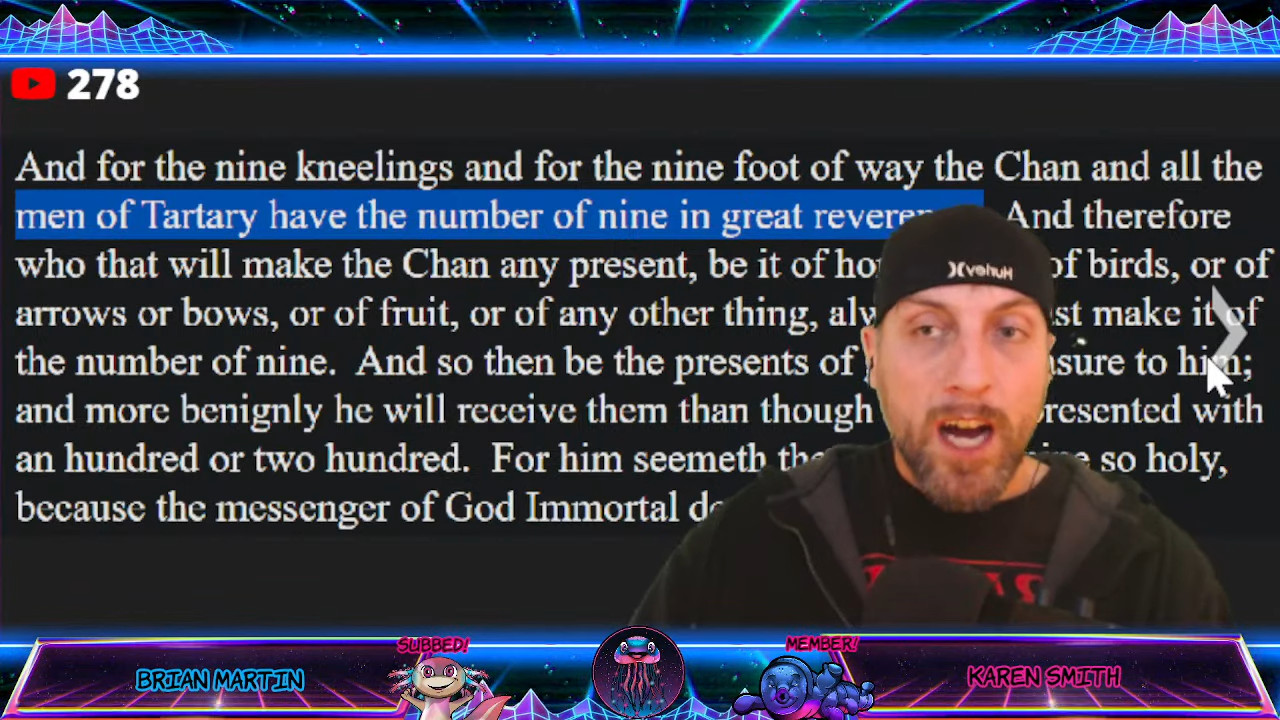 278
And for the nine kneelings and for the nine foot of way the Chan and all the
men of Tartary have the number of nine in great And therefore
who that will make the Chan any present, be it of of birds, or of
arrows or bows, or of fruit, or of any other thing, make it of
the number of nine. And so then be the presents of to him;
and more benignly he will receive them than though with
an hundred or two hundred. For him seemeth so holy,
because the messenger of God Immortal
Hurley
SUBBED!
MEMBER!
BRIAN MARTIN
KAREN SMITH